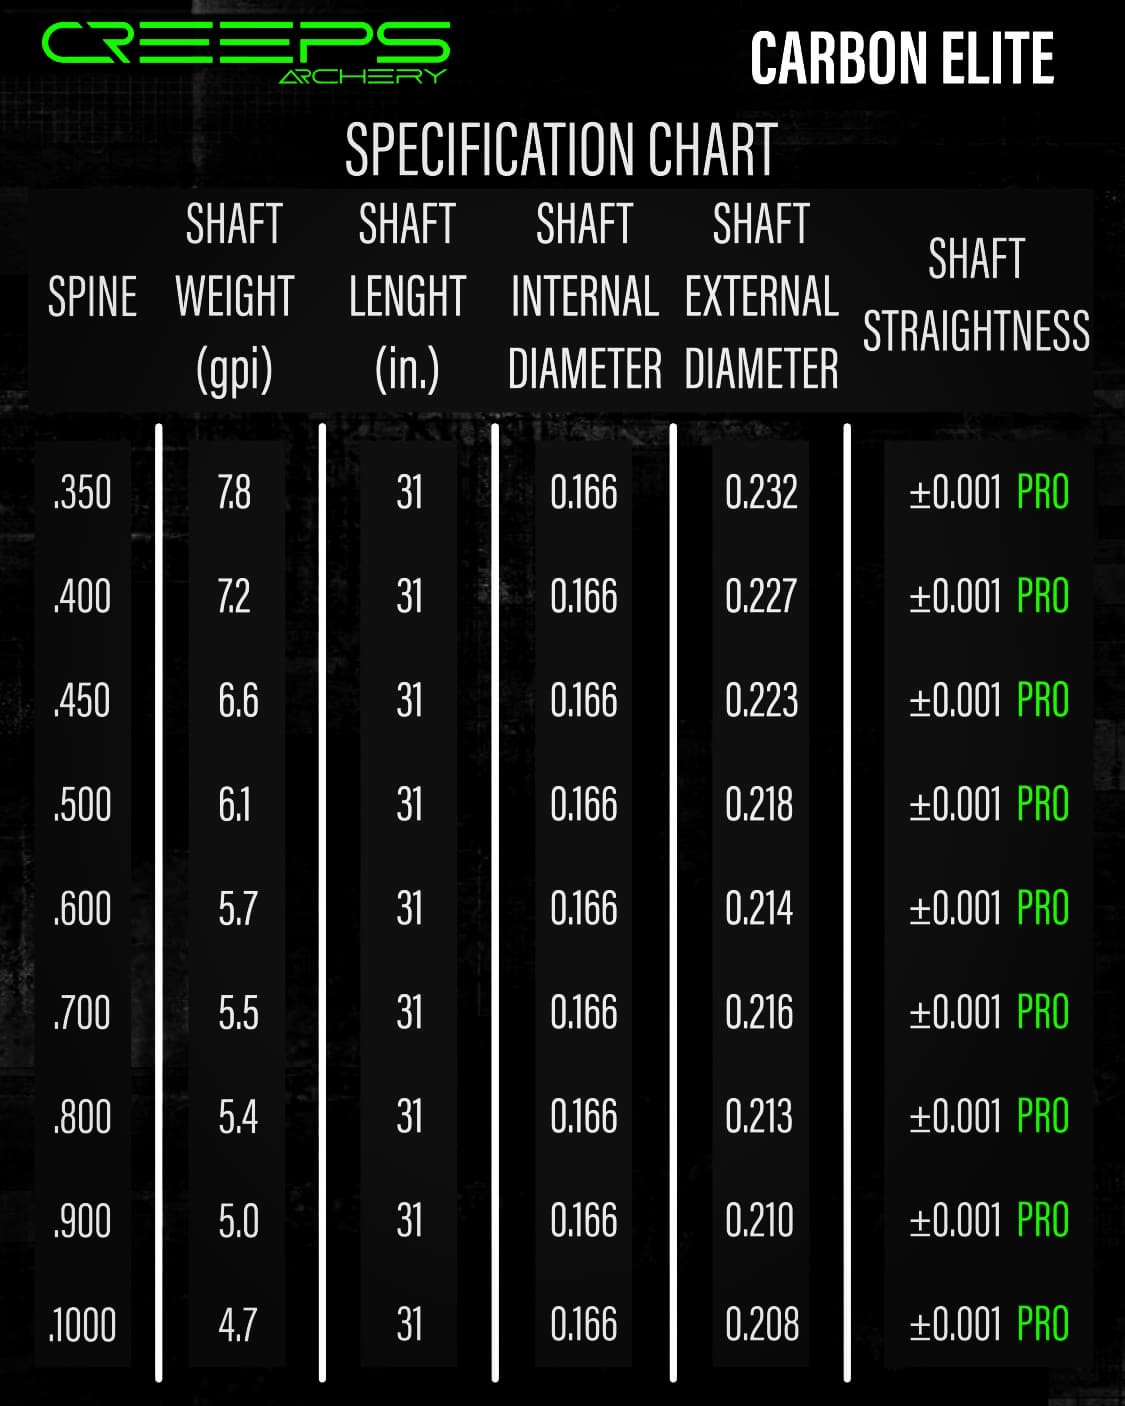 CREEPS
ARCHERY
CARBON ELITE
SPECIFICATION CHART
SPINE
SHAFT
WEIGHT
(gpi)
SHAFT
LENGHT
(in.)
SHAFT
INTERNAL
DIAMETER
SHAFT
EXTERNAL
DIAMETER
SHAFT
STRAIGHTNESS
.350 7.8 31 0.166 0.232 ±0.001 PRO
.400 7.2 31 0.166 0.227 ±0.001 PRO
.450 6.6 31 0.166 0.223 ±0.001 PRO
.500 6.1 31 0.166 0.218 ±0.001 PRO
.600 5.7 31 0.166 0.214 ±0.001 PRO
.700 5.5 31 0.166 0.216 ±0.001 PRO
.800 5.4 31 0.166 0.213 ±0.001 PRO
.900 5.0 31 0.166 0.210 ±0.001 PRO
.1000 4.7 31 0.166 0.208 ±0.001 PRO